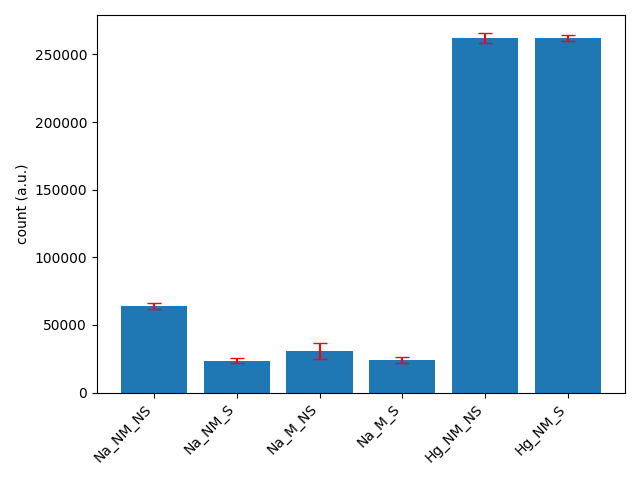 250000
200000
150000
100000
50000
0
count (a.u.)
Na_NM_NS
Na_NM_S
Na_M_NS
Na_M_S
Hg_NM_NS
Hg_NM_S